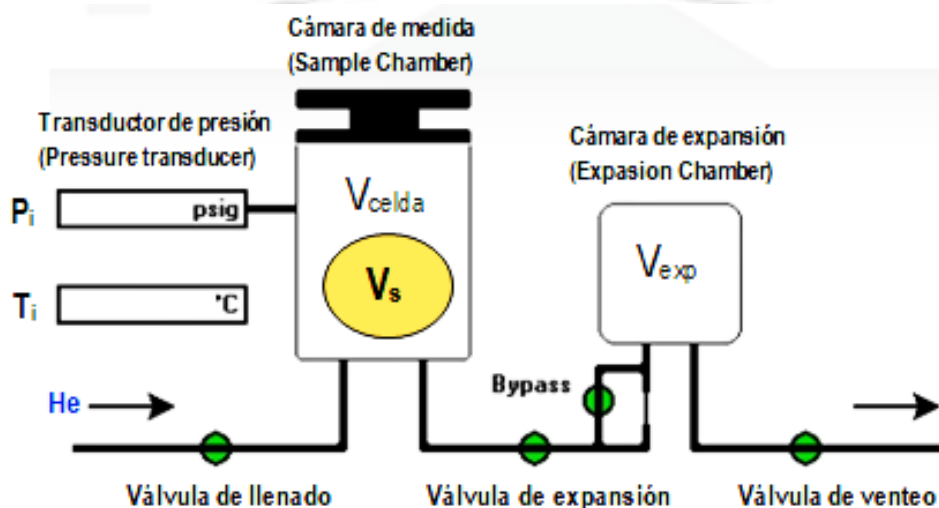 Cámara de medida
(Sample Chamber)
Transductor de presión
(Pressure transducer)
Cámara de expansión
(Expasion Chamber)
Pi
psig
Vcelda
Vexp
Vs
Ti
°C
Bypass
He
Válvula de llenado
Válvula de expansión
Válvula de venteo